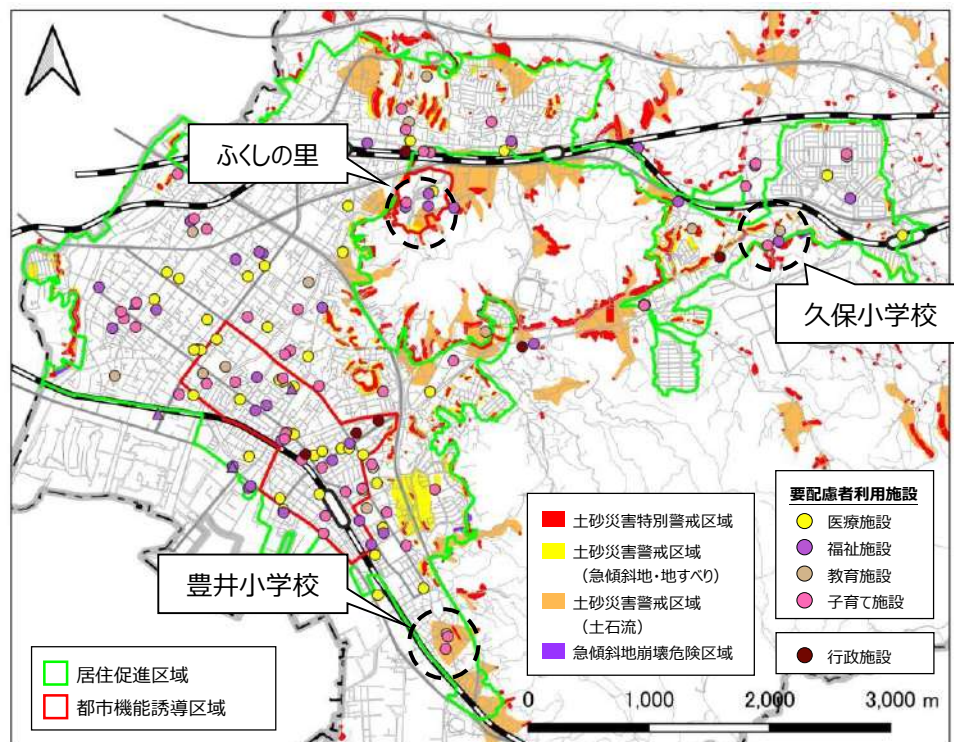 ふくしの里
久保小学校
豊井小学校
居住促進区域
都市機能誘導区域
土砂災害特別警戒区域
土砂災害警戒区域
（急傾斜地・地すべり）
土砂災害警戒区域
（土石流）
急傾斜地崩壊危険区域
要配慮者利用施設
医療施設
福祉施設
教育施設
子育て施設
行政施設
0 1,000 2,000 3,000 m